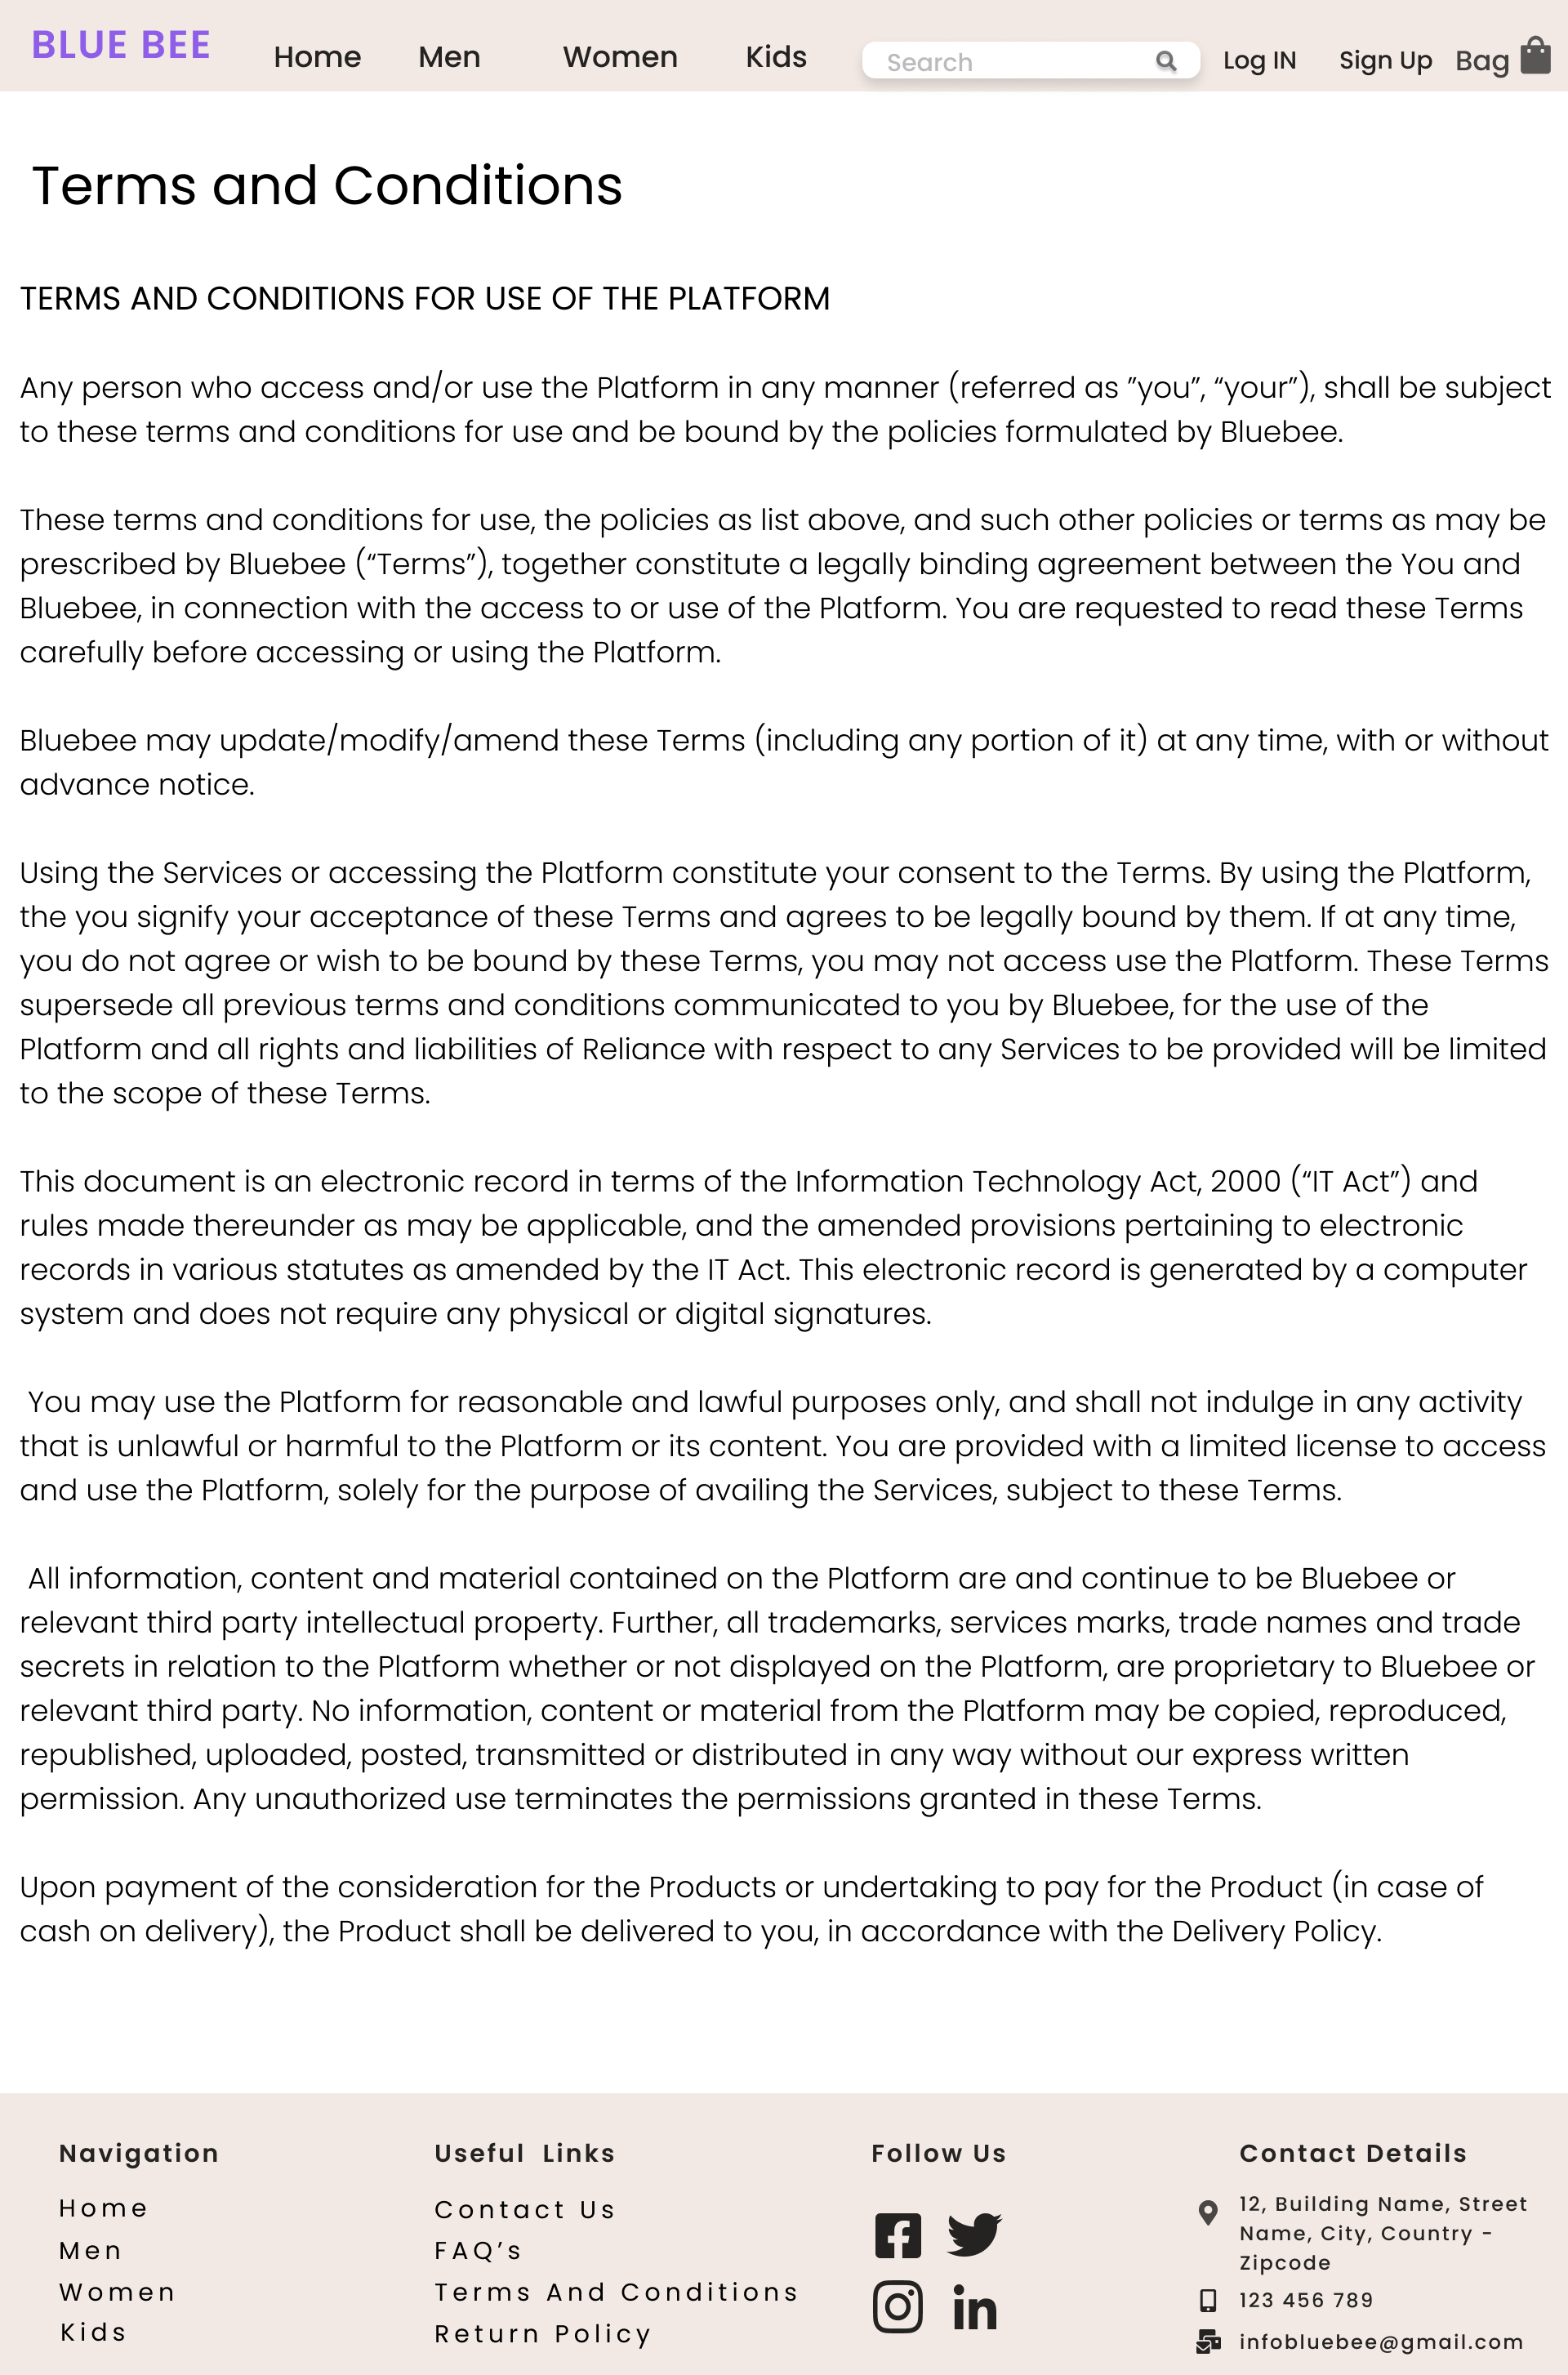 BLUE BEE
Home Men Women Kids Search Log IN Sign Up Bag
Terms and Conditions
TERMS AND CONDITIONS FOR USE OF THE PLATFORM
Any person who access and/or use the Platform in any manner (referred as ”you”, “your”), shall be subject
to these terms and conditions for use and be bound by the policies formulated by Bluebee.
These terms and conditions for use, the policies as list above, and such other policies or terms as may be
prescribed by Bluebee (“Terms”), together constitute a legally binding agreement between the You and
Bluebee, in connection with the access to or use of the Platform. You are requested to read these Terms
carefully before accessing or using the Platform.
Bluebee may update/modify/amend these Terms (including any portion of it) at any time, with or without
advance notice.
Using the Services or accessing the Platform constitute your consent to the Terms. By using the Platform,
the you signify your acceptance of these Terms and agrees to be legally bound by them. If at any time,
you do not agree or wish to be bound by these Terms, you may not access use the Platform. These Terms
supersede all previous terms and conditions communicated to you by Bluebee, for the use of the
Platform and all rights and liabilities of Reliance with respect to any Services to be provided will be limited
to the scope of these Terms.
This document is an electronic record in terms of the Information Technology Act, 2000 (“IT Act”) and
rules made thereunder as may be applicable, and the amended provisions pertaining to electronic
records in various statutes as amended by the IT Act. This electronic record is generated by a computer
system and does not require any physical or digital signatures.
You may use the Platform for reasonable and lawful purposes only, and shall not indulge in any activity
that is unlawful or harmful to the Platform or its content. You are provided with a limited license to access
and use the Platform, solely for the purpose of availing the Services, subject to these Terms.
All information, content and material contained on the Platform are and continue to be Bluebee or
relevant third party intellectual property. Further, all trademarks, services marks, trade names and trade
secrets in relation to the Platform whether or not displayed on the Platform, are proprietary to Bluebee or
relevant third party. No information, content or material from the Platform may be copied, reproduced,
republished, uploaded, posted, transmitted or distributed in any way without our express written
permission. Any unauthorized use terminates the permissions granted in these Terms.
Upon payment of the consideration for the Products or undertaking to pay for the Product (in case of
cash on delivery), the Product shall be delivered to you, in accordance with the Delivery Policy.
Navigation
Home
Men
Women
Kids
Useful Links
Contact Us
FAQ’s
Terms And Conditions
Return Policy
Follow Us
Contact Details
12, Building Name, Street
Name, City, Country -
Zipcode
123 456 789
infobluebee@gmail.com